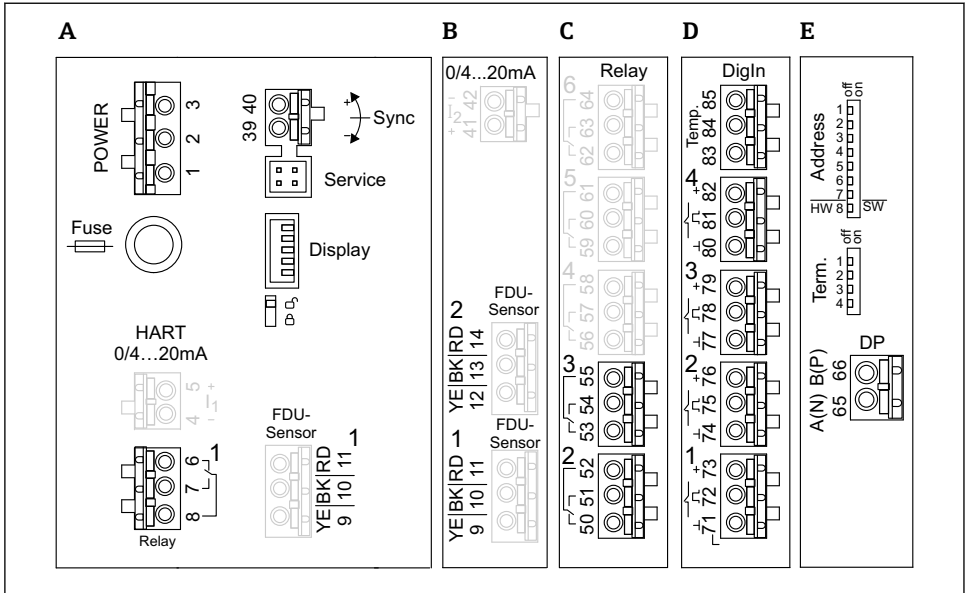 A
B
C
D
E
POWER
3
2
1
39 40
+
−
Sync
Service
Fuse
Display
HART
0/4...20mA
4 5
− I1 +
6
7
8
1
Relay
FDU-
Sensor
1
YE|BK|RD
9 |10| 11
0/4...20mA
− I2 +
41 42
2
FDU-
Sensor
YE|BK|RD
12 |13| 14
1
FDU-
Sensor
YE|BK|RD
9 |10| 11
Relay
6
62 63 64
5
59 60 61
4
56 57 58
3
53 54 55
2
50 51 52
DigIn
Temp.
83 84 85
4
80 81 82
+
3
77 78 79
+
2
74 75 76
+
1
71 72 73
+
off
on
Address
1
2
3
4
5
6
7
HW 8 SW
off
on
Term.
1
2
3
4
DP
A(N) B(P)
65 66